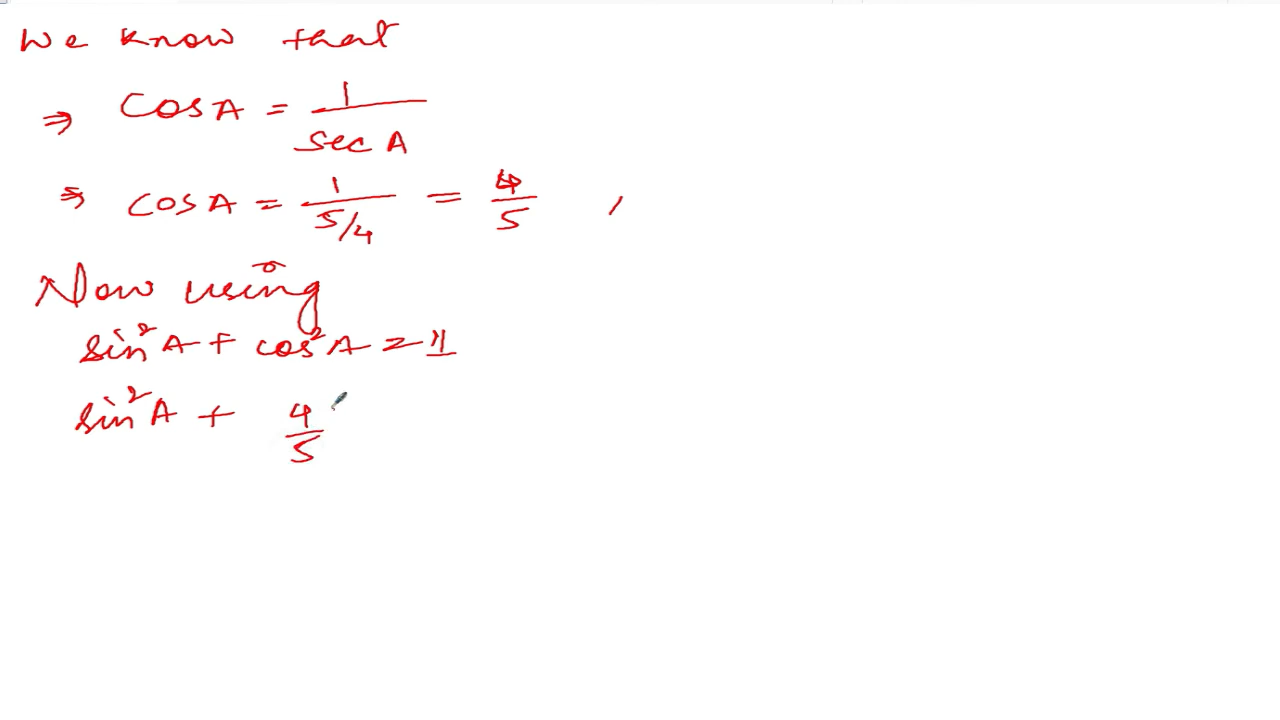 We know that
⇒ cosA = 1/sec A
⇒ cosA = 1/5/4 = 4/5 ,
Now using
sin²A + cos²A = 1
sin²A + 4/5